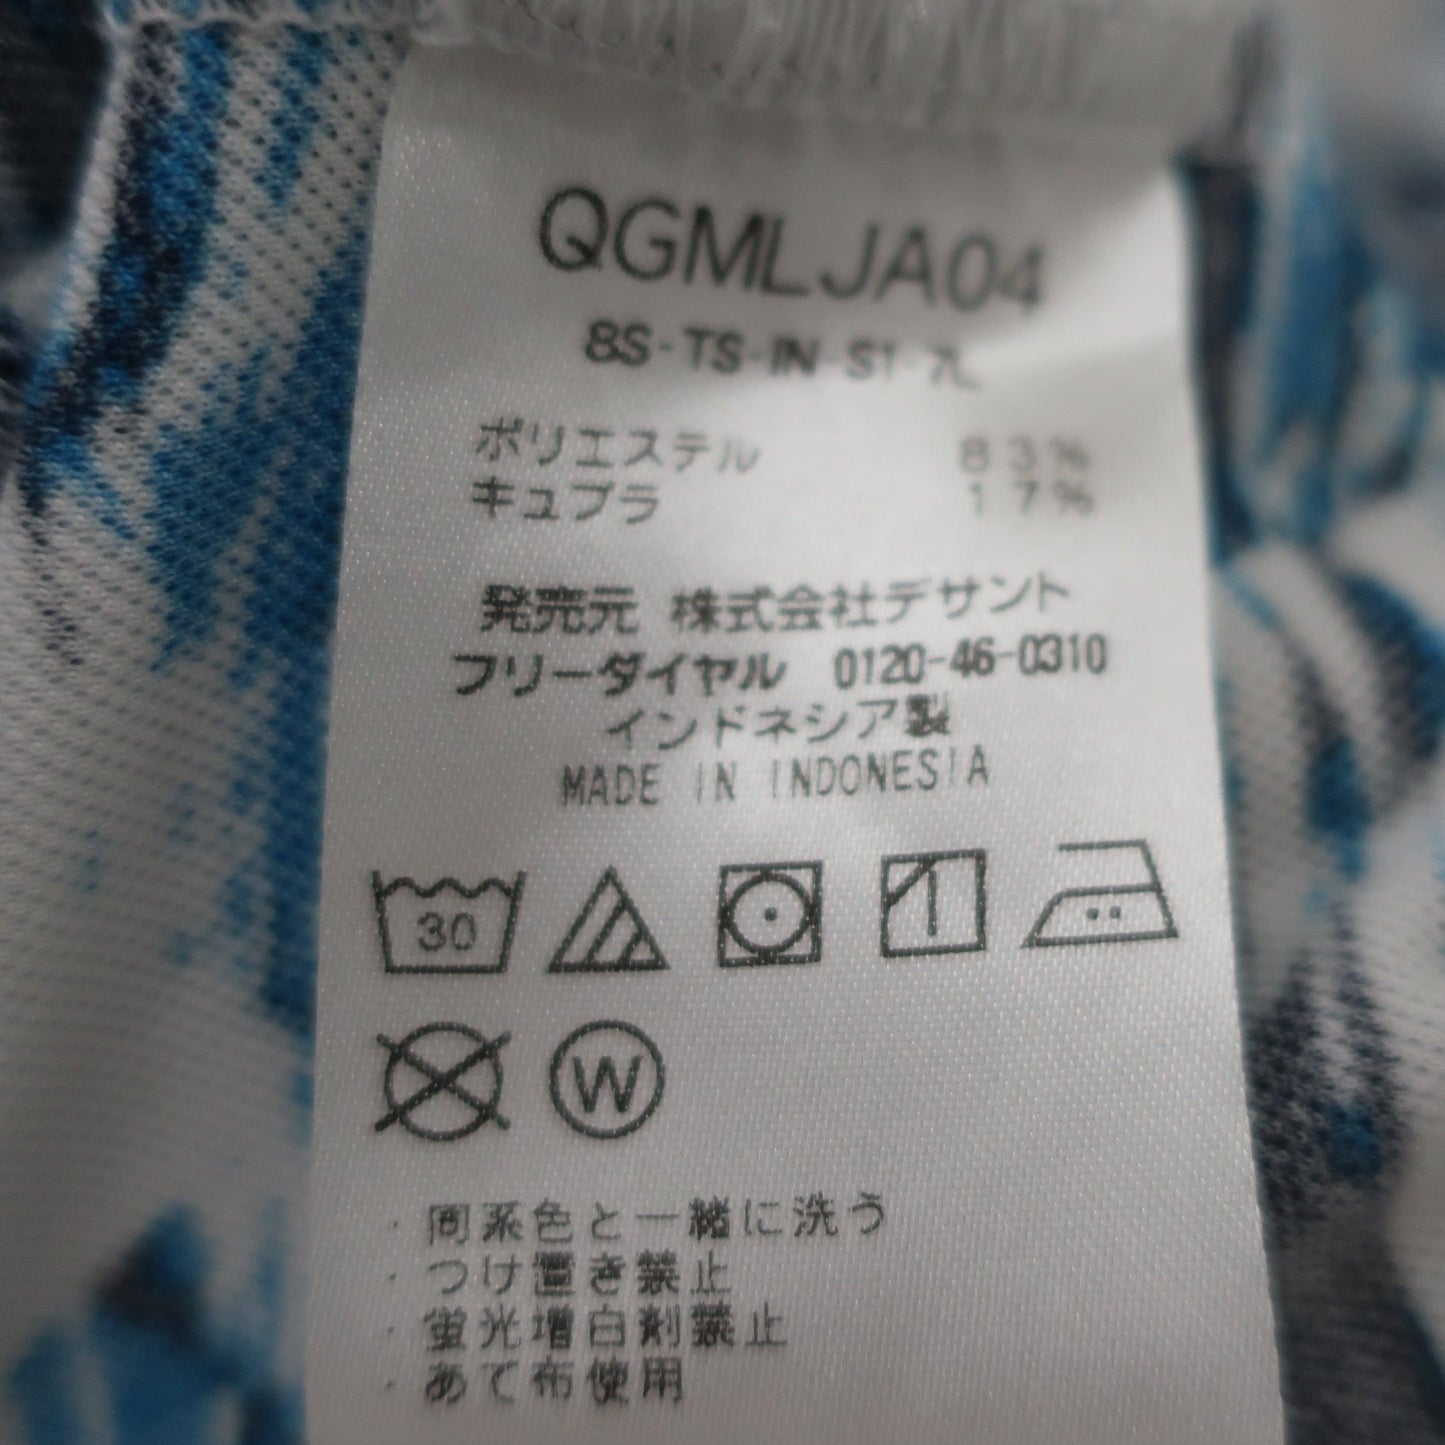 QGMLJA04
8S-TS-IN-S1-7L
ポリエステル 83%
キュプラ 17%
発売元 株式会社デサント
フリーダイヤル 0120-46-0310
インドネシア製
MADE IN INDONESIA
30
W
・同系色と一緒に洗う
・つけ置き禁止
・蛍光増白剤禁止
・あて布使用